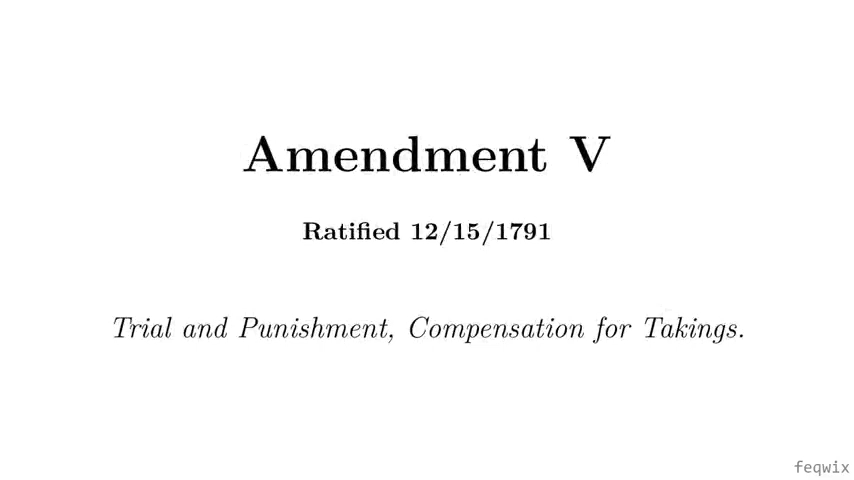 Amendment V
Ratified 12/15/1791
Trial and Punishment, Compensation for Takings.
feqwix